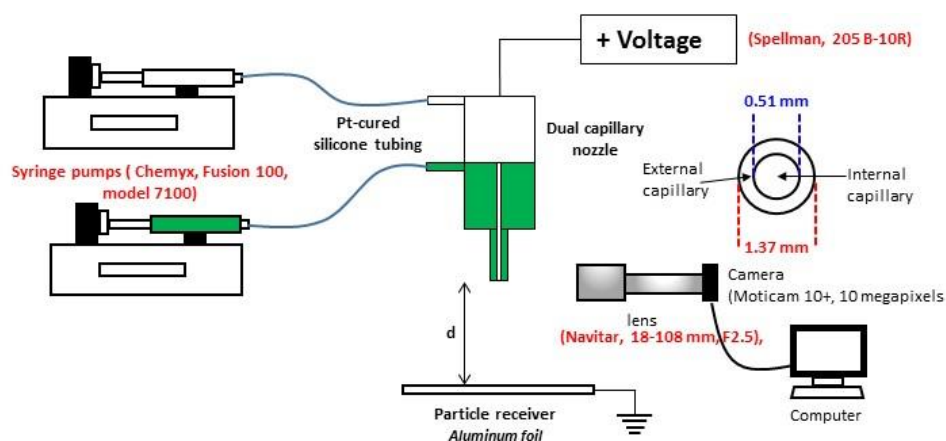 + Voltage
(Spellman, 205 B-10R)
Pt-cured
silicone tubing
Dual capillary
nozzle
0.51 mm
External
capillary
Internal
capillary
1.37 mm
Syringe pumps ( Chemyx, Fusion 100,
model 7100)
Camera
(Moticam 10+, 10 megapixels
lens
(Navitar, 18-108 mm, F2.5),
d
Particle receiver
Aluminum foil
Computer